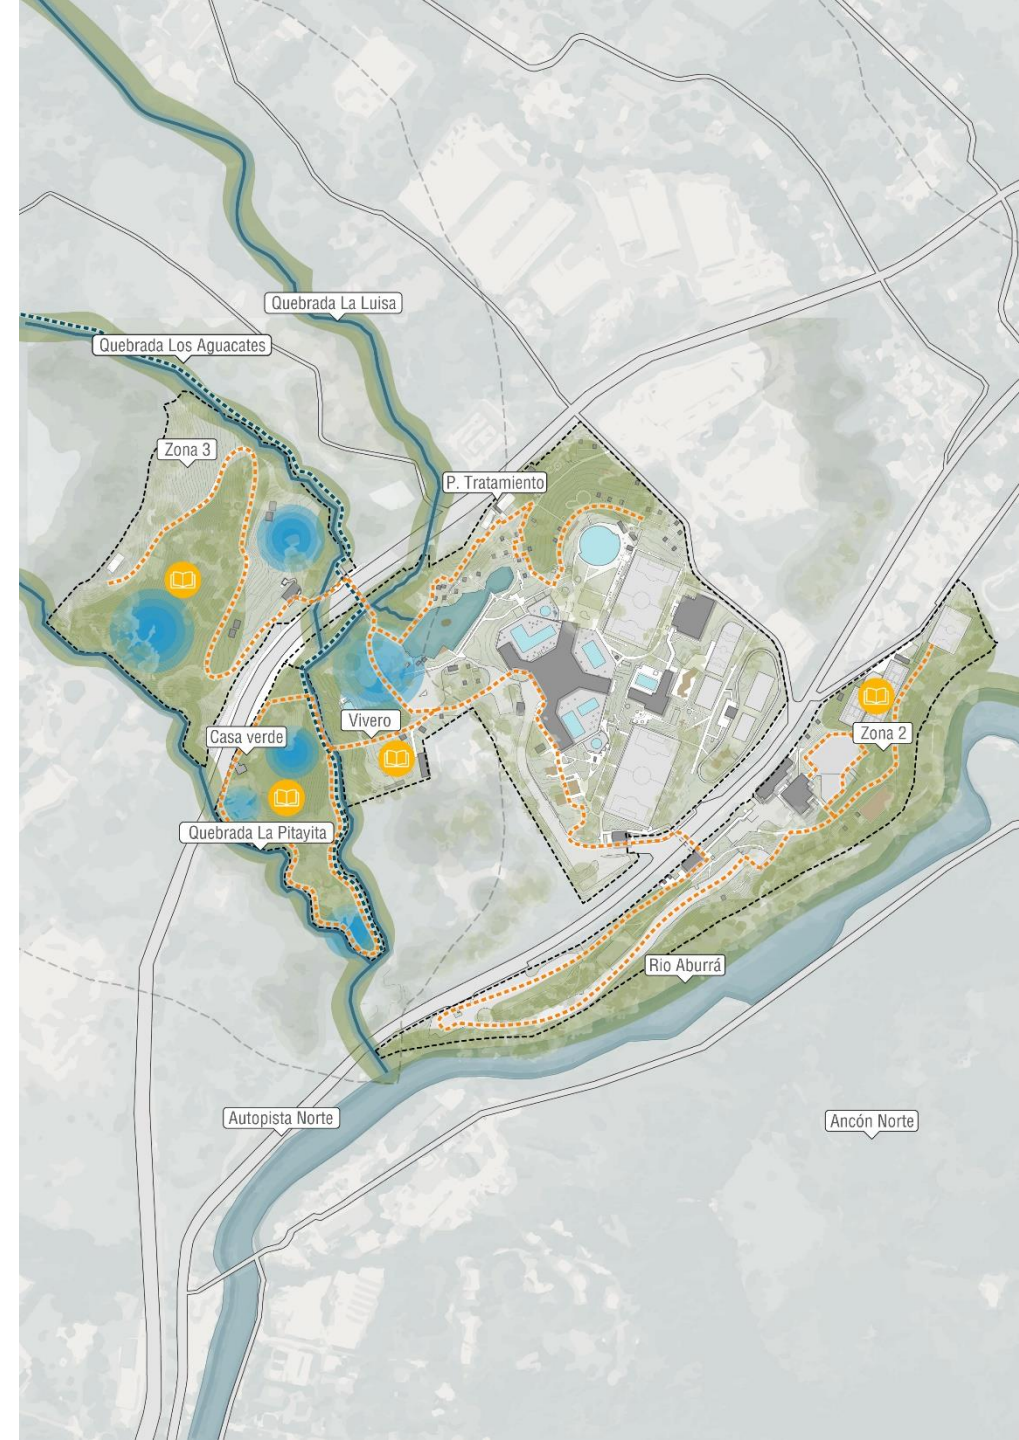 Quebrada La Luisa
Quebrada Los Aguacates
Zona 3
P. Tratamiento
Vivero
Casa verde
Zona 2
Quebrada La Pitayita
Rio Aburrá
Autopista Norte
Ancón Norte